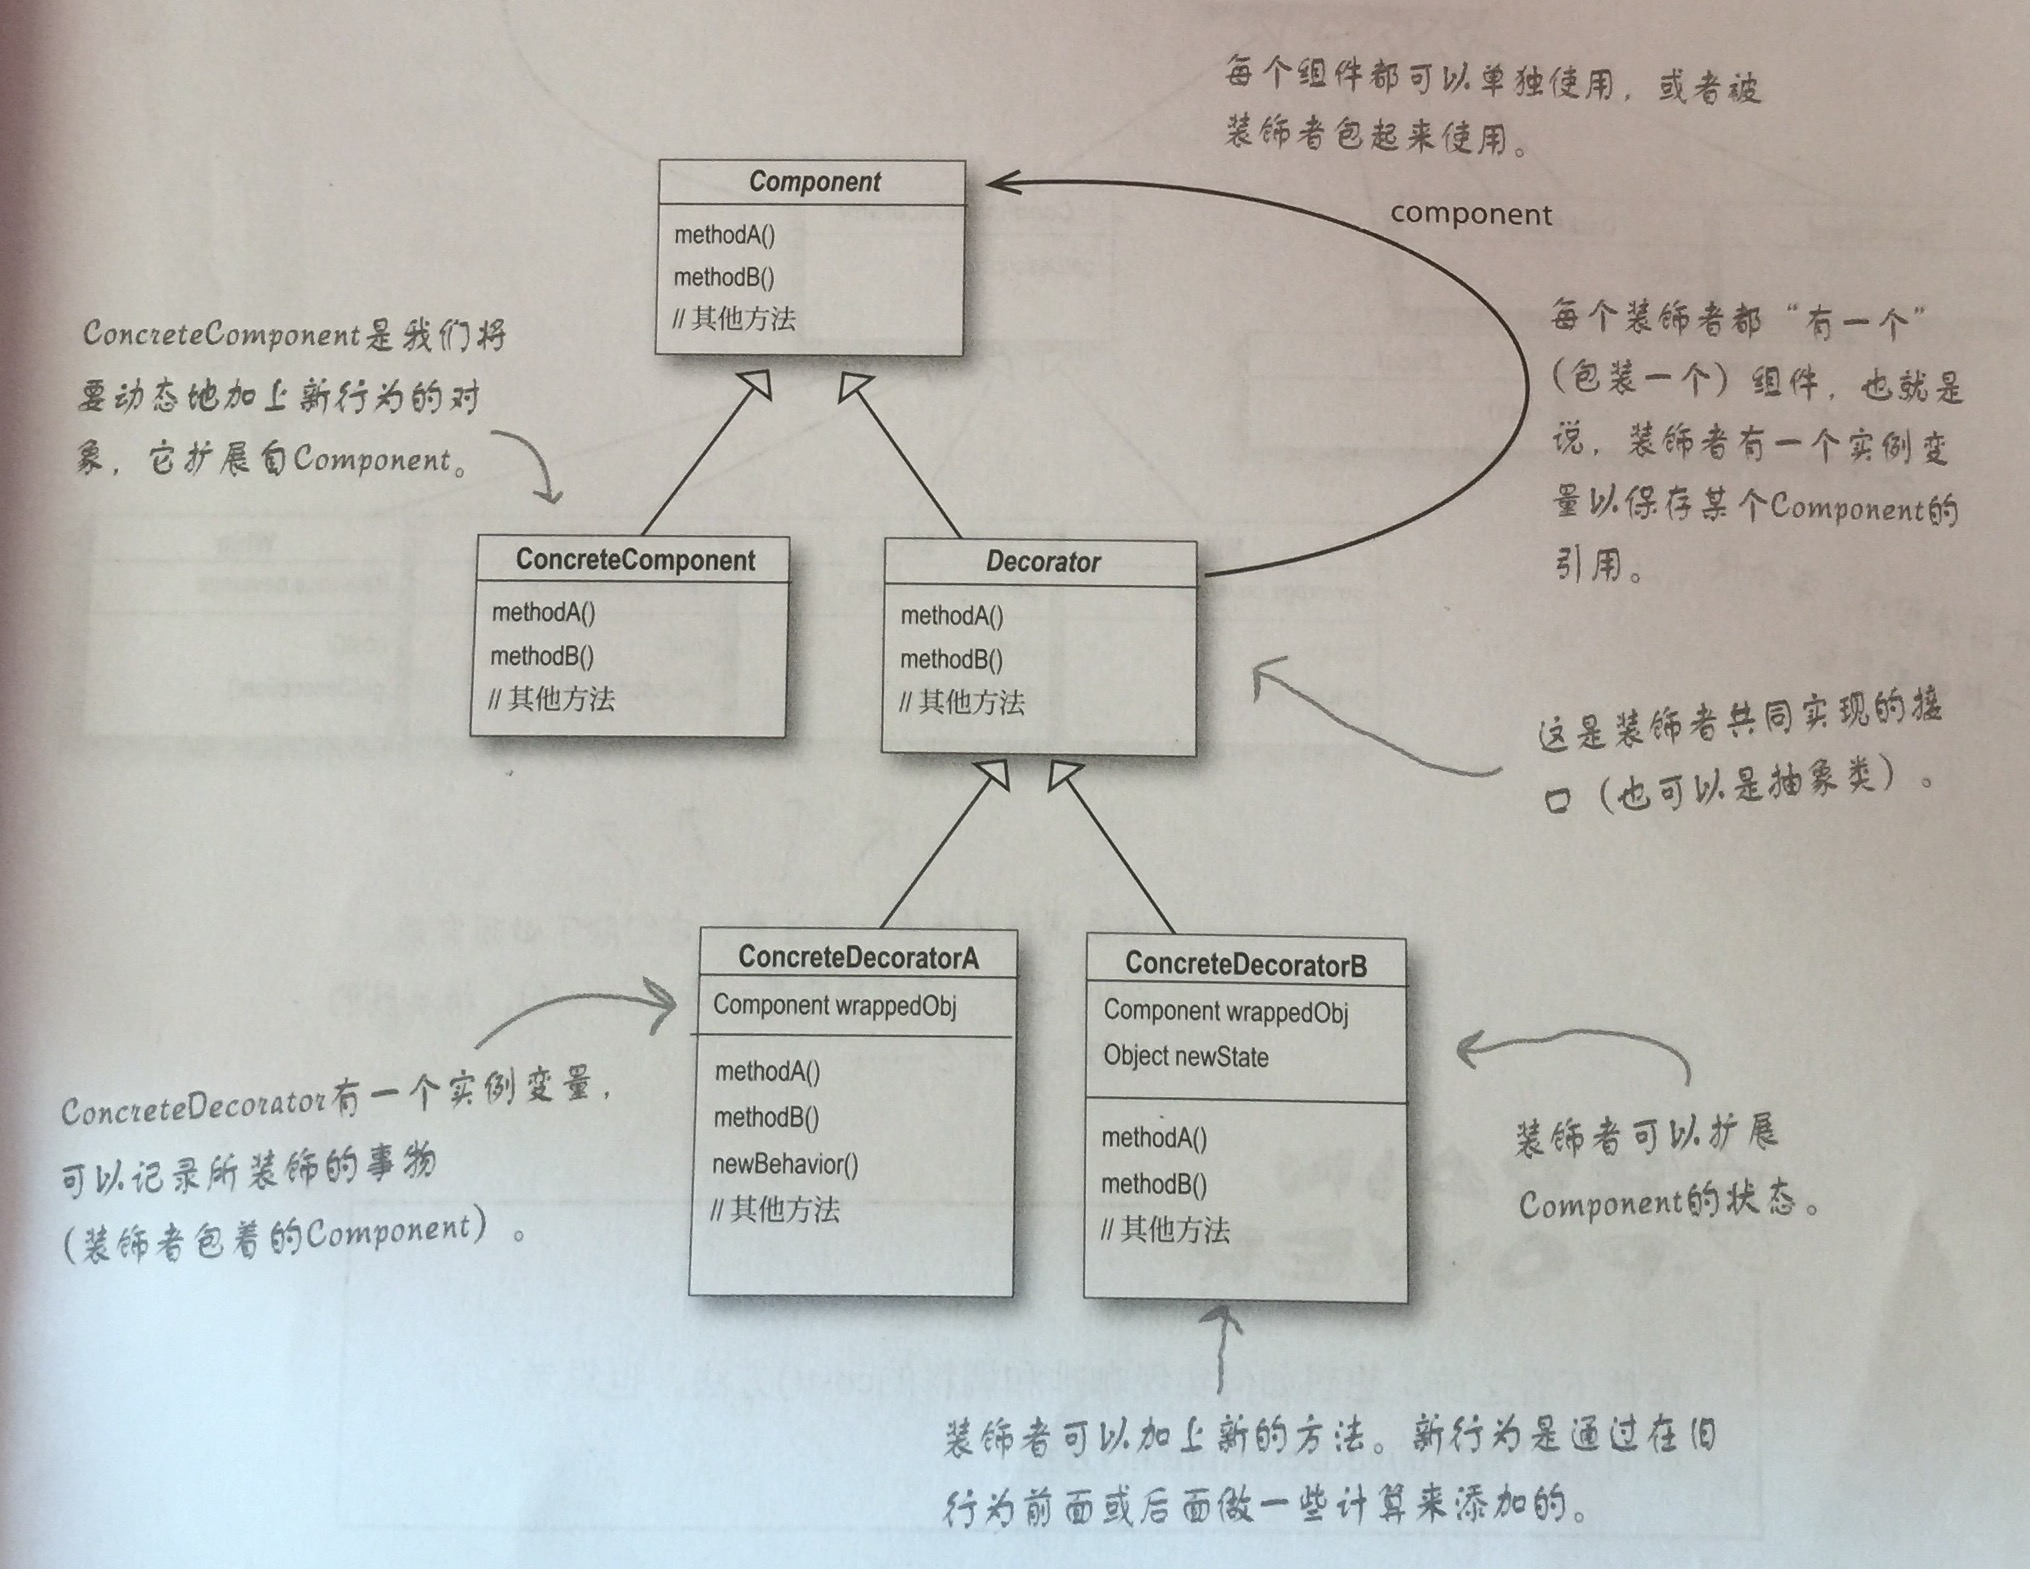 每个组件都可以单独使用，或者被
装饰者包起来使用。
Component
methodA()
methodB()
// 其他方法
component
ConcreteComponent是我们将
要动态地加上新行为的对
象，它扩展自Component。
每个装饰者都“有一个”
（包装一个）组件，也就是
说，装饰者有一个实例变
量以保存某个Component的
引用。
ConcreteComponent
methodA()
methodB()
// 其他方法
Decorator
methodA()
methodB()
// 其他方法
这是装饰者共同实现的接
口（也可以是抽象类）。
ConcreteDecoratorA
Component wrappedObj
methodA()
methodB()
newBehavior()
// 其他方法
ConcreteDecoratorB
Component wrappedObj
Object newState
methodA()
methodB()
// 其他方法
ConcreteDecorator有一个实例变量，
可以记录所装饰的事物
（装饰者包着的Component）。
装饰者可以扩展
Component的状态。
装饰者可以加上新的方法。新行为是通过在旧
行为前面或后面做一些计算来添加的。